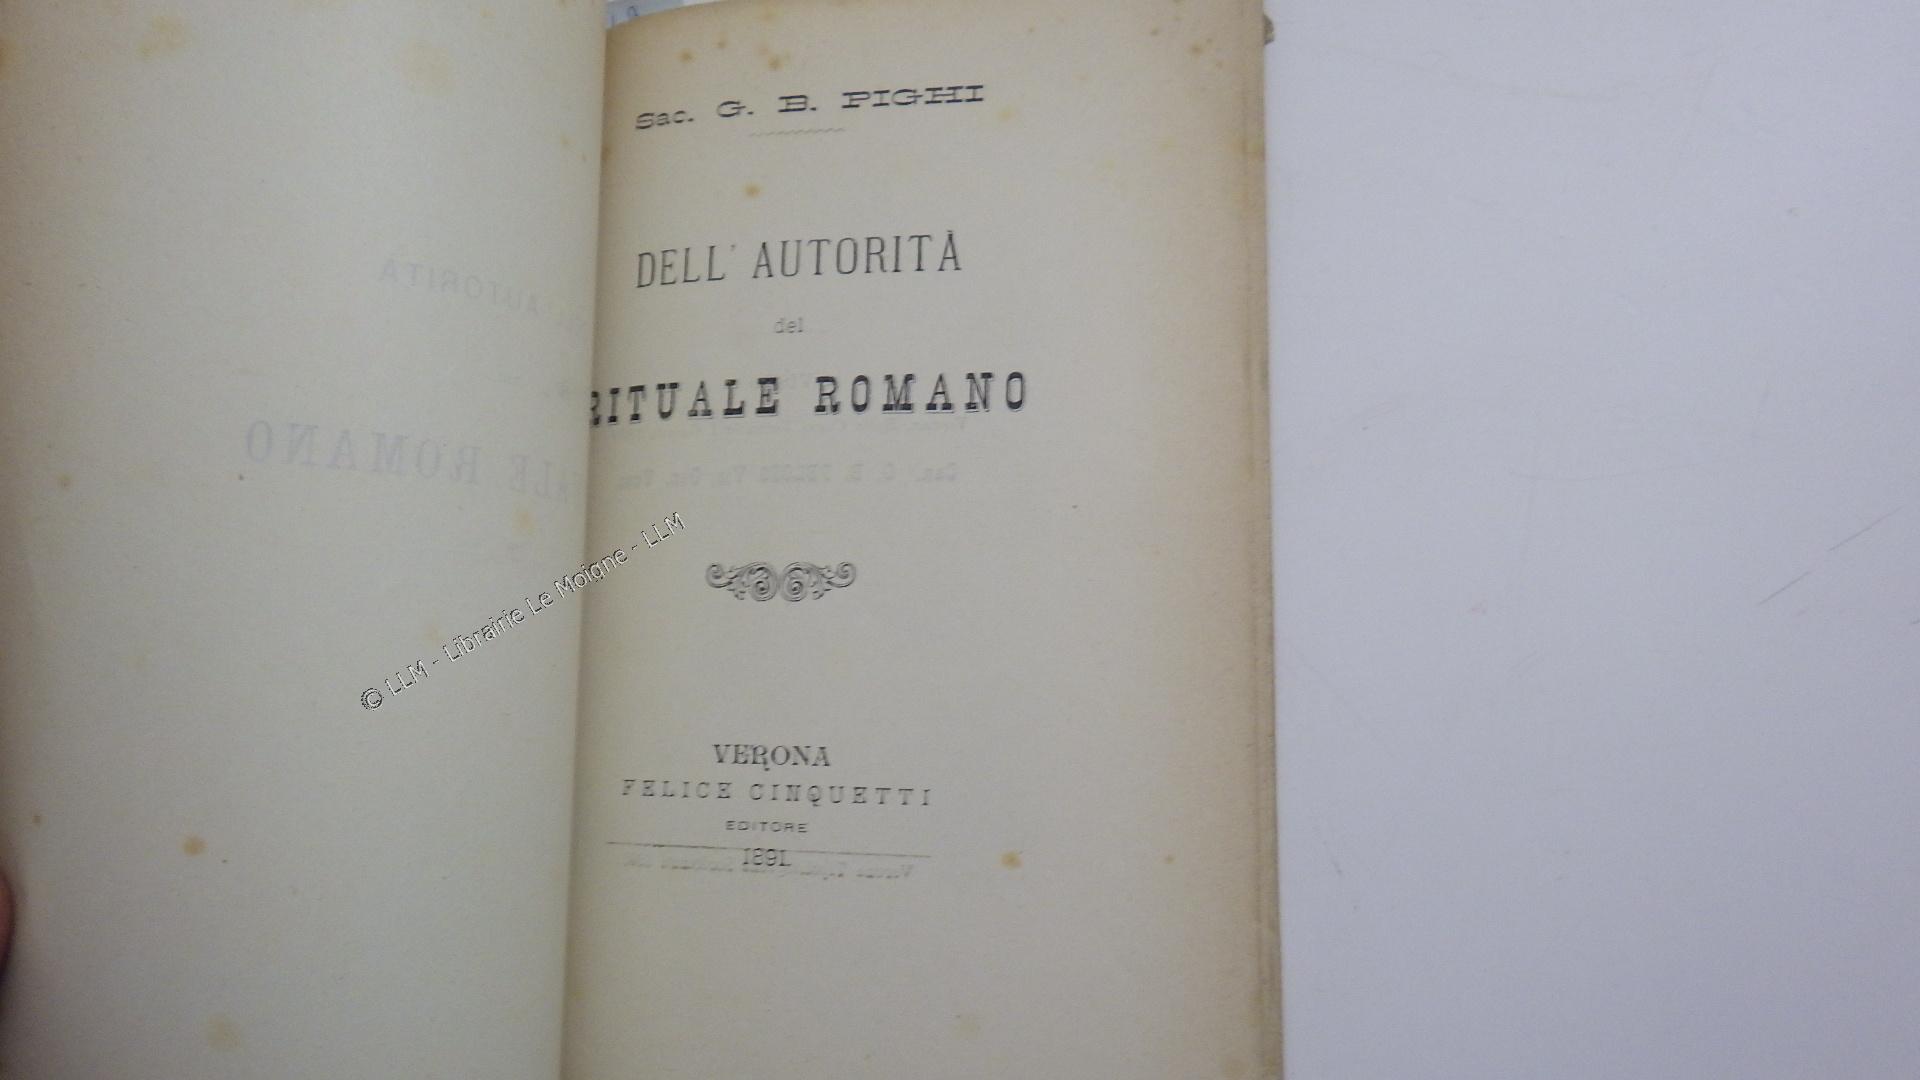 Sac. G. B. PIGHI
DELL' AUTORITÀ
del
RITUALE ROMANO
VERONA
FELICE CINQUETTI
EDITORE
1891
© LLM - Librairie Le Moigne - LLM